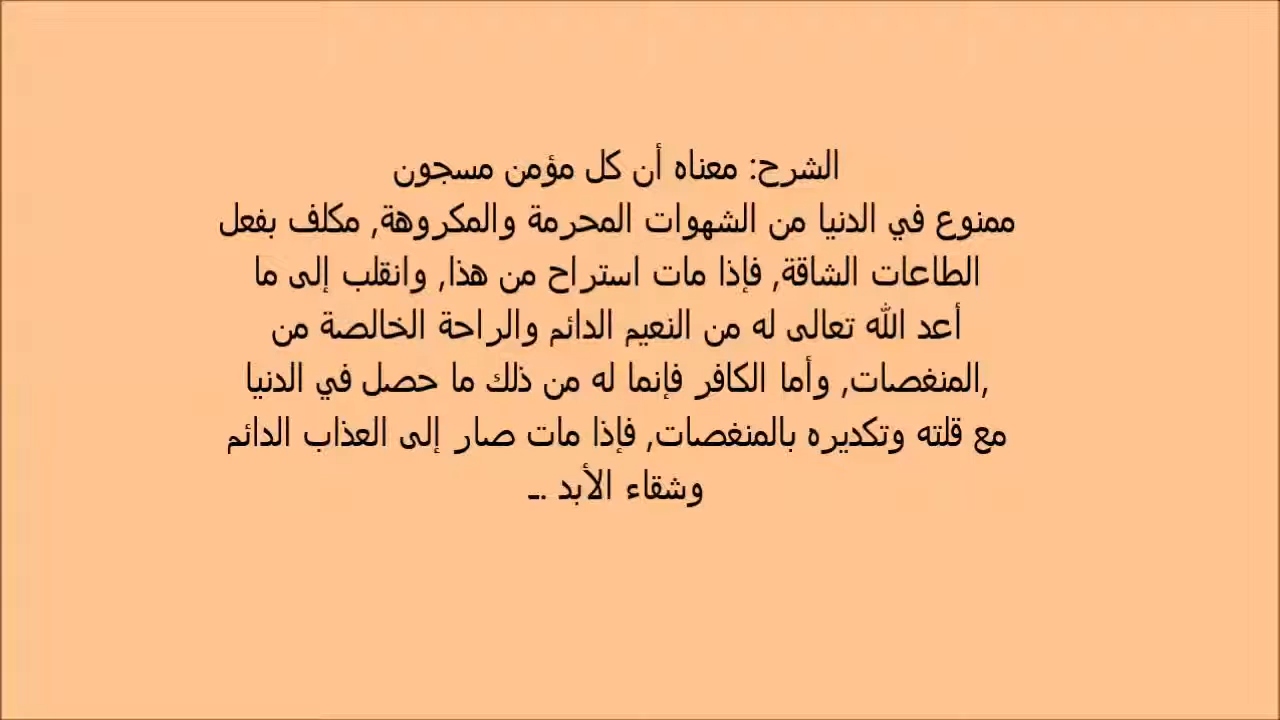 الشرح: معناه أن كل مؤمن مسجون
ممنوع في الدنيا من الشهوات المحرمة والمكروهة, مكلف بفعل
الطاعات الشاقة, فإذا مات استراح من هذا, وانقلب إلى ما
أعد الله تعالى له من النعيم الدائم والراحة الخالصة من
,المنغصات, وأما الكافر فإنما له من ذلك ما حصل في الدنيا
مع قلته وتكديره بالمنغصات, فإذا مات صار إلى العذاب الدائم
وشقاء الأبد .ـ